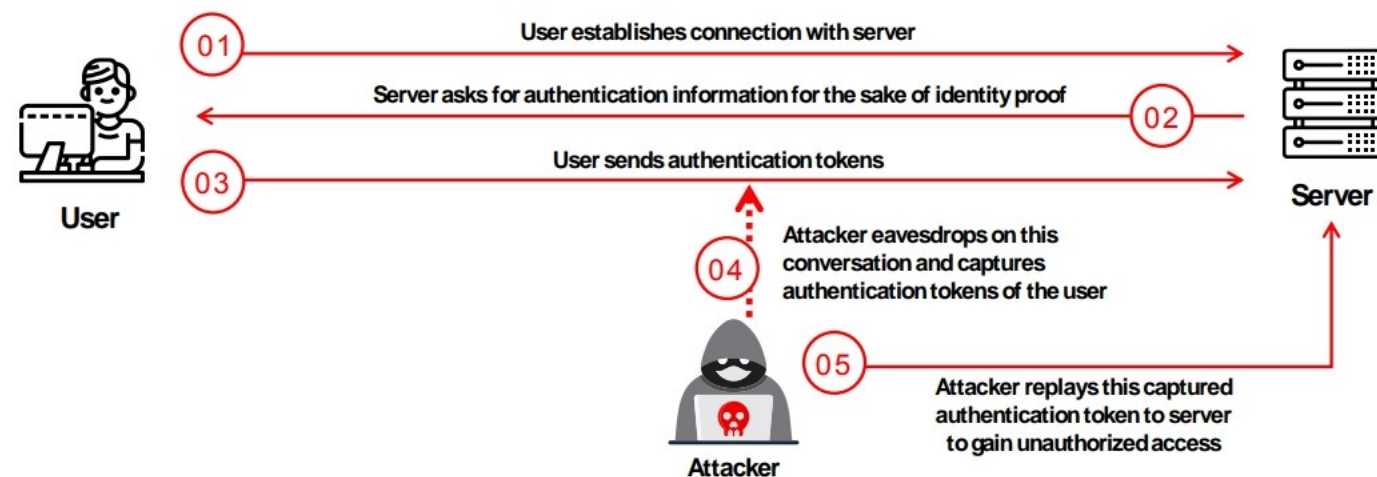 01
User establishes connection with server
Server asks for authentication information for the sake of identity proof
02
User sends authentication tokens
03
User
Server
04
Attacker eavesdrops on this
conversation and captures
authentication tokens of the user
05
Attacker replays this captured
authentication token to server
to gain unauthorized access
Attacker